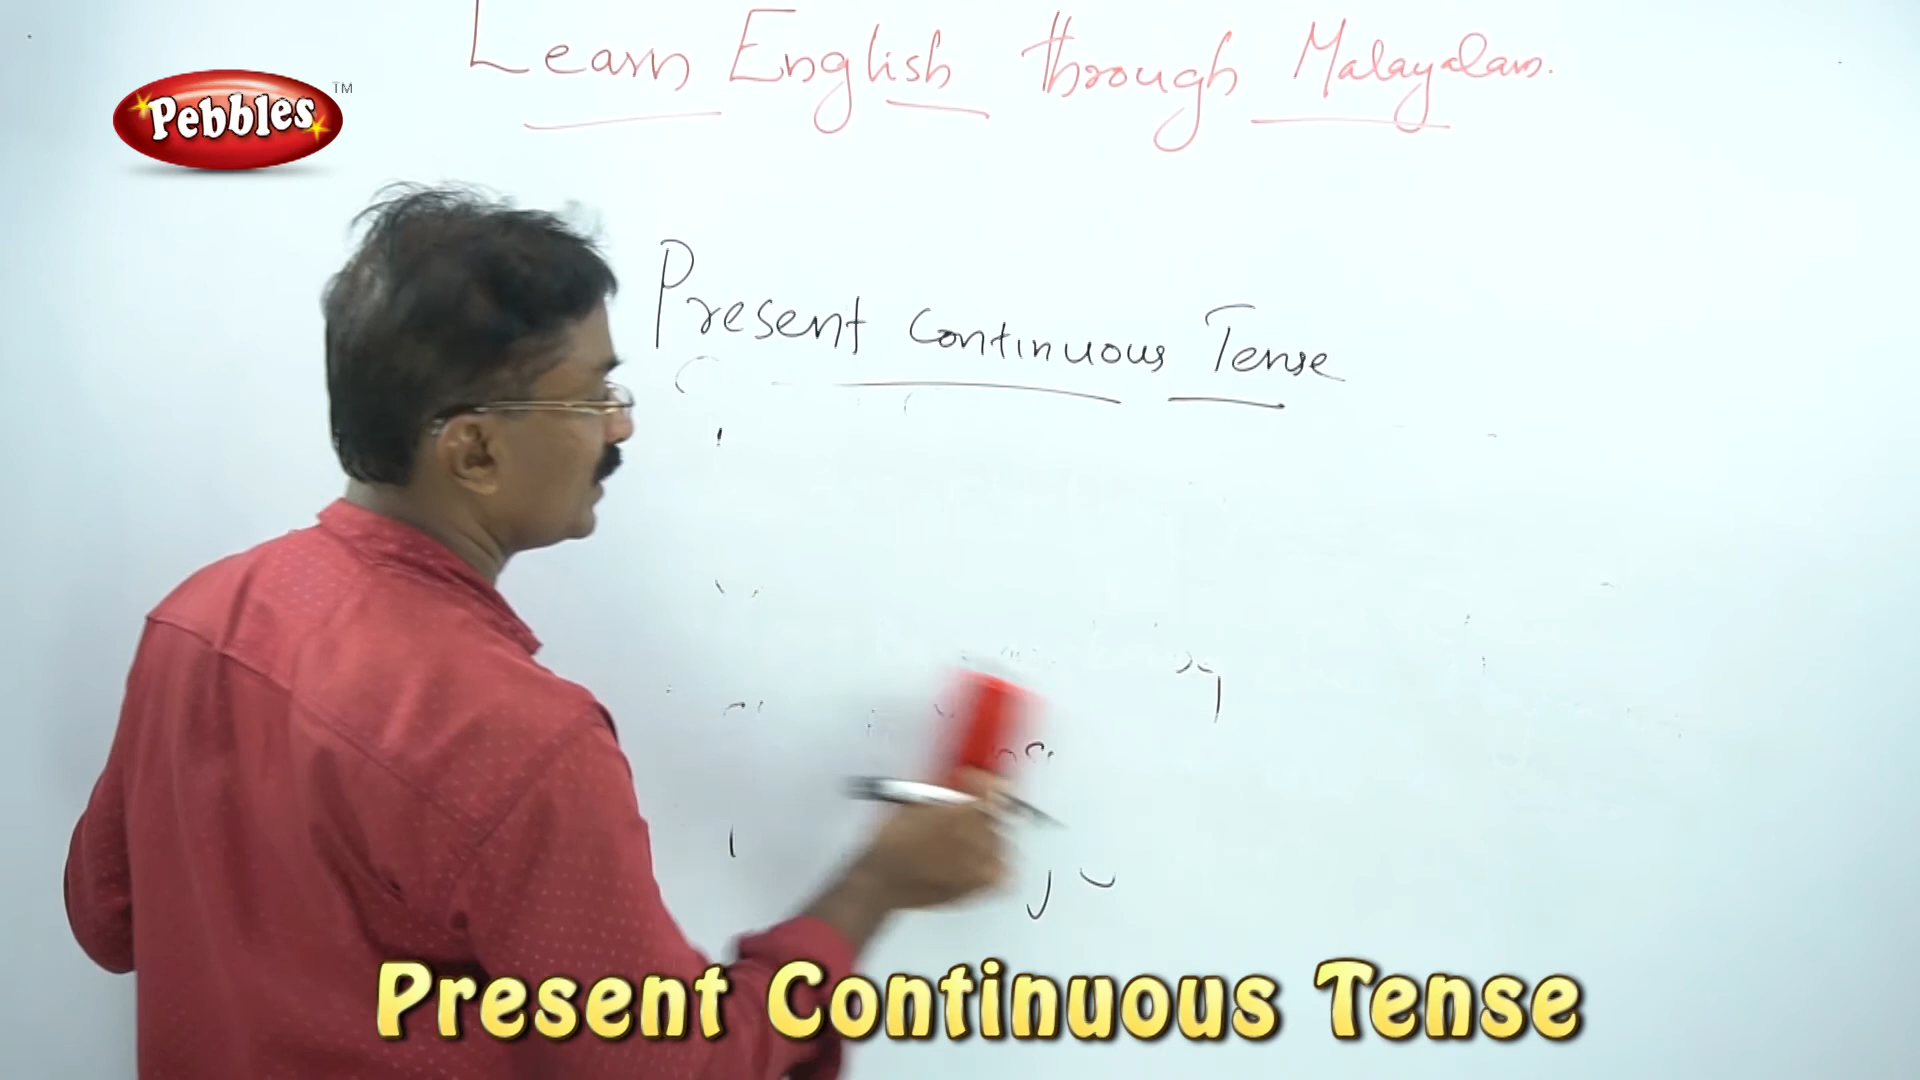 Learn English through Malayalam.
Pebbles TM
Present Continuous Tense
Present Continuous Tense